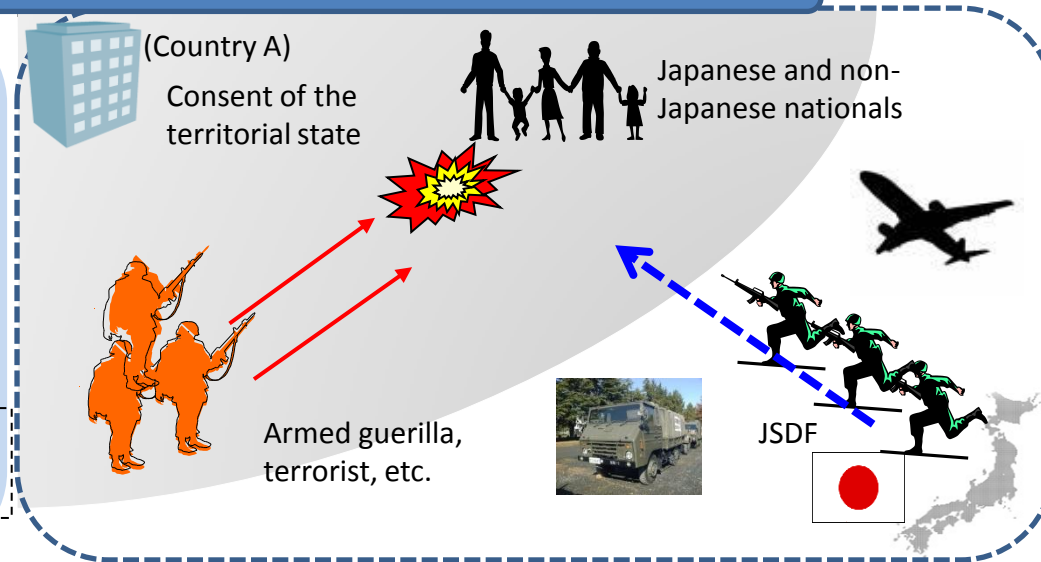 (Country A)
Consent of the
territorial state
Japanese and non-
Japanese nationals
Armed guerilla,
terrorist, etc.
JSDF